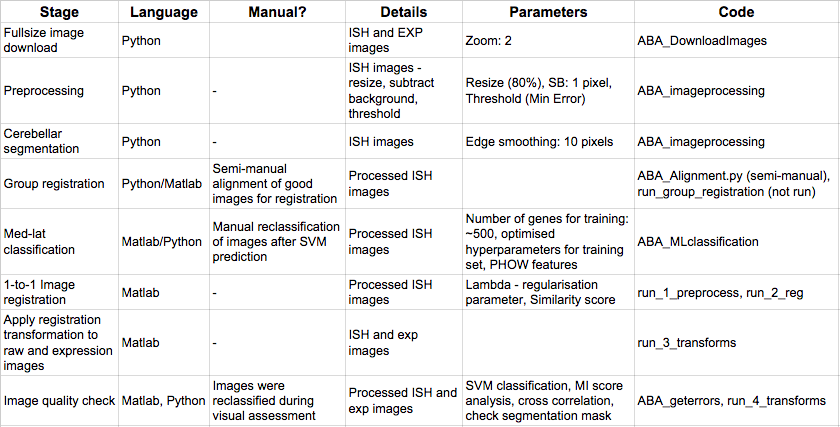 Stage Language Manual? Details Parameters Code
Fullsize image
download
Python
ISH and EXP
images
Zoom: 2
ABA_DownloadImages
Preprocessing
Python
-
ISH images -
resize, subtract
background,
threshold
Resize (80%), SB: 1 pixel,
Threshold (Min Error)
ABA_imageprocessing
Cerebellar
segmentation
Python
-
ISH images
Edge smoothing: 10 pixels
ABA_imageprocessing
Group registration
Python/Matlab
Semi-manual
alignment of good
images for registration
Processed ISH
images
ABA_Alignment.py (semi-manual),
run_group_registration (not run)
Med-lat
classification
Matlab/Python
Manual reclassification
of images after SVM
prediction
Processed ISH
images
Number of genes for training:
~500, optimised
hyperparameters for training
set, PHOW features
ABA_MLclassification
1-to-1 Image
registration
Matlab
-
Processed ISH
images
Lambda - regularisation
parameter, Similarity score
run_1_preprocess, run_2_reg
Apply registration
transformation to
raw and expression
images
Matlab
-
ISH and exp
images
run_3_transforms
Image quality check
Matlab, Python
Images were
reclassified during
visual assessment
Processed ISH and
exp images
SVM classification, MI score
analysis, cross correlation,
check segmentation mask
ABA_geterrors, run_4_transforms